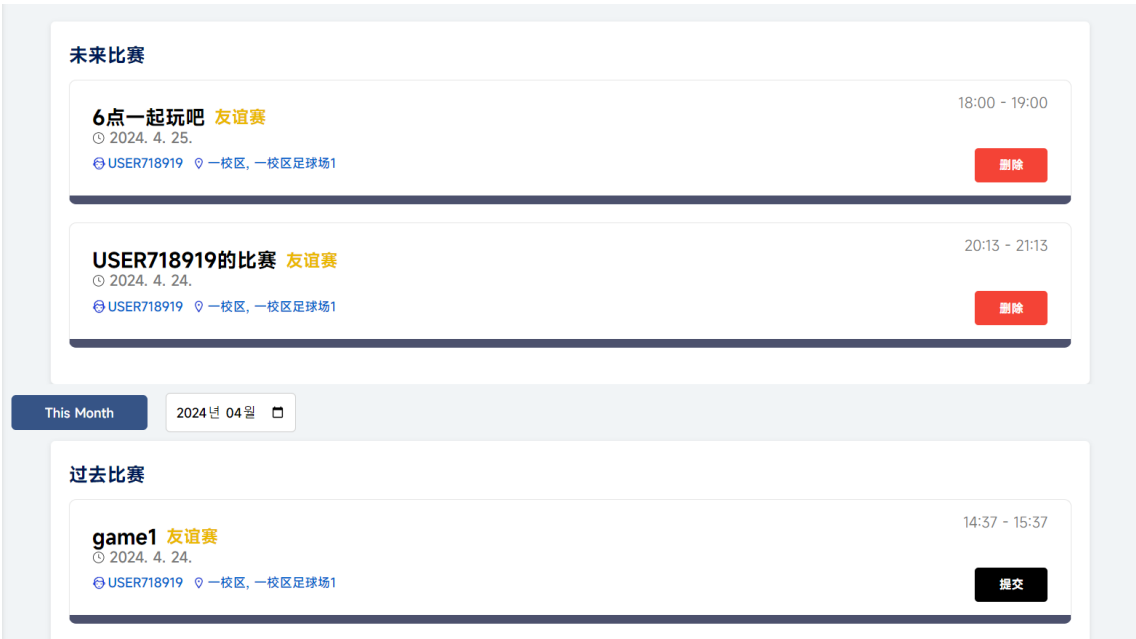 未来比赛
6点一起玩吧 友谊赛
18:00 - 19:00
2024. 4. 25.
USER718919 一校区, 一校区足球场1
删除
USER718919的比赛 友谊赛
20:13 - 21:13
2024. 4. 24.
USER718919 一校区, 一校区足球场1
删除
This Month
2024년 04월
过去比赛
game1 友谊赛
14:37 - 15:37
2024. 4. 24.
USER718919 一校区, 一校区足球场1
提交